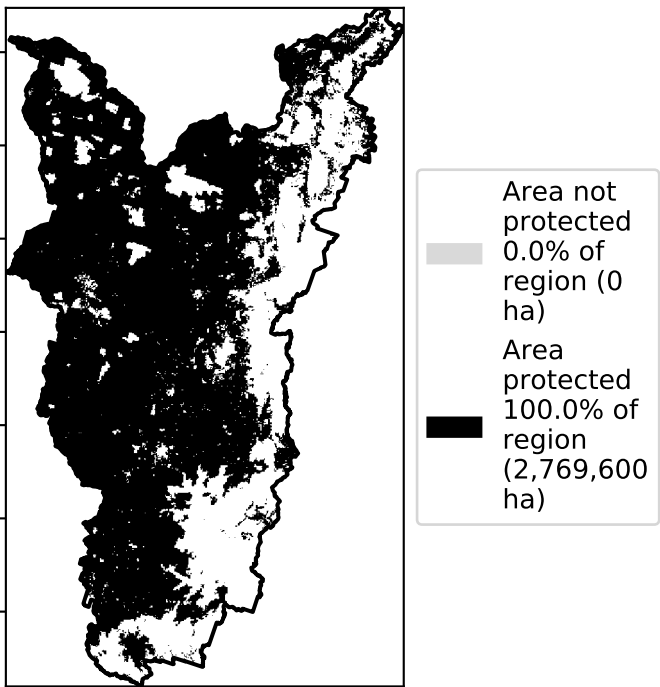 Area not
protected
0.0% of
region (0
ha)
Area
protected
100.0% of
region
(2,769,600
ha)